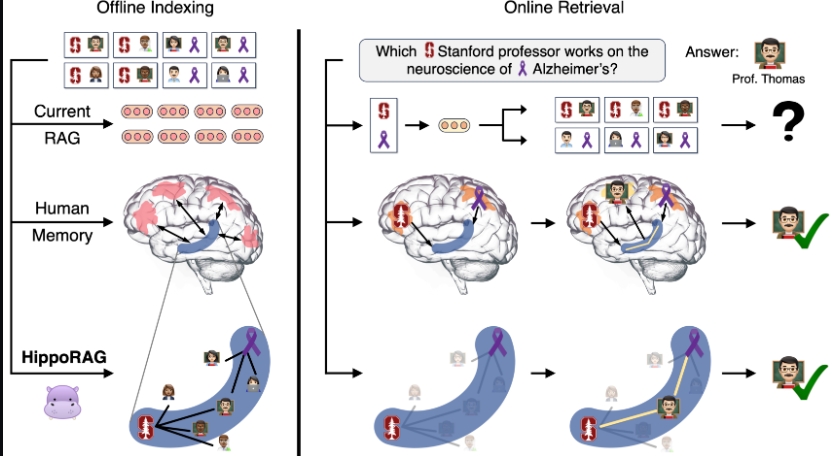 Offline Indexing
Online Retrieval
Which S Stanford professor works on the
neuroscience of Alzheimer's?
Answer:
Prof. Thomas
Current
RAG
?
Human
Memory
HippoRAG